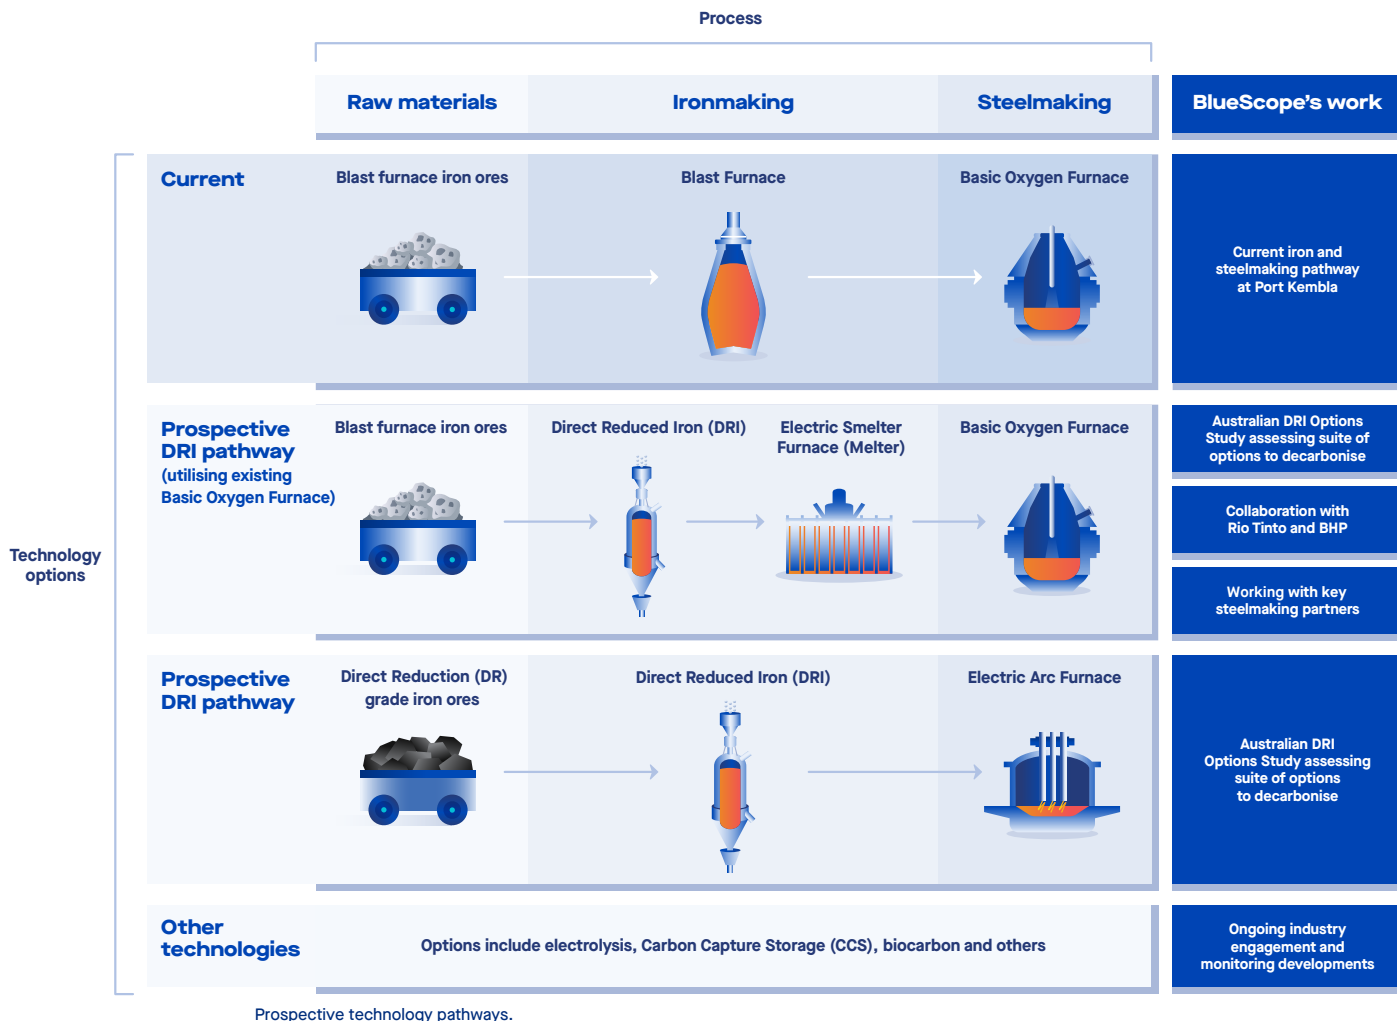 Process
Raw materials
Ironmaking
Steelmaking
BlueScope's work
Technology
options
Current
Blast furnace iron ores
Blast Furnace
Basic Oxygen Furnace
Current iron and
steelmaking pathway
at Port Kembla
Prospective
DRI pathway
(utilising existing
Basic Oxygen Furnace)
Blast furnace iron ores
Direct Reduced Iron (DRI)
Electric Smelter
Furnace (Melter)
Basic Oxygen Furnace
Australian DRI Options
Study assessing suite of
options to decarbonise
Collaboration with
Rio Tinto and BHP
Working with key
steelmaking partners
Prospective
DRI pathway
Direct Reduction (DR)
grade iron ores
Direct Reduced Iron (DRI)
Electric Arc Furnace
Australian DRI
Options Study assessing
suite of options
to decarbonise
Other
technologies
Options include electrolysis, Carbon Capture Storage (CCS), biocarbon and others
Ongoing industry
engagement and
monitoring developments
Prospective technology pathways.